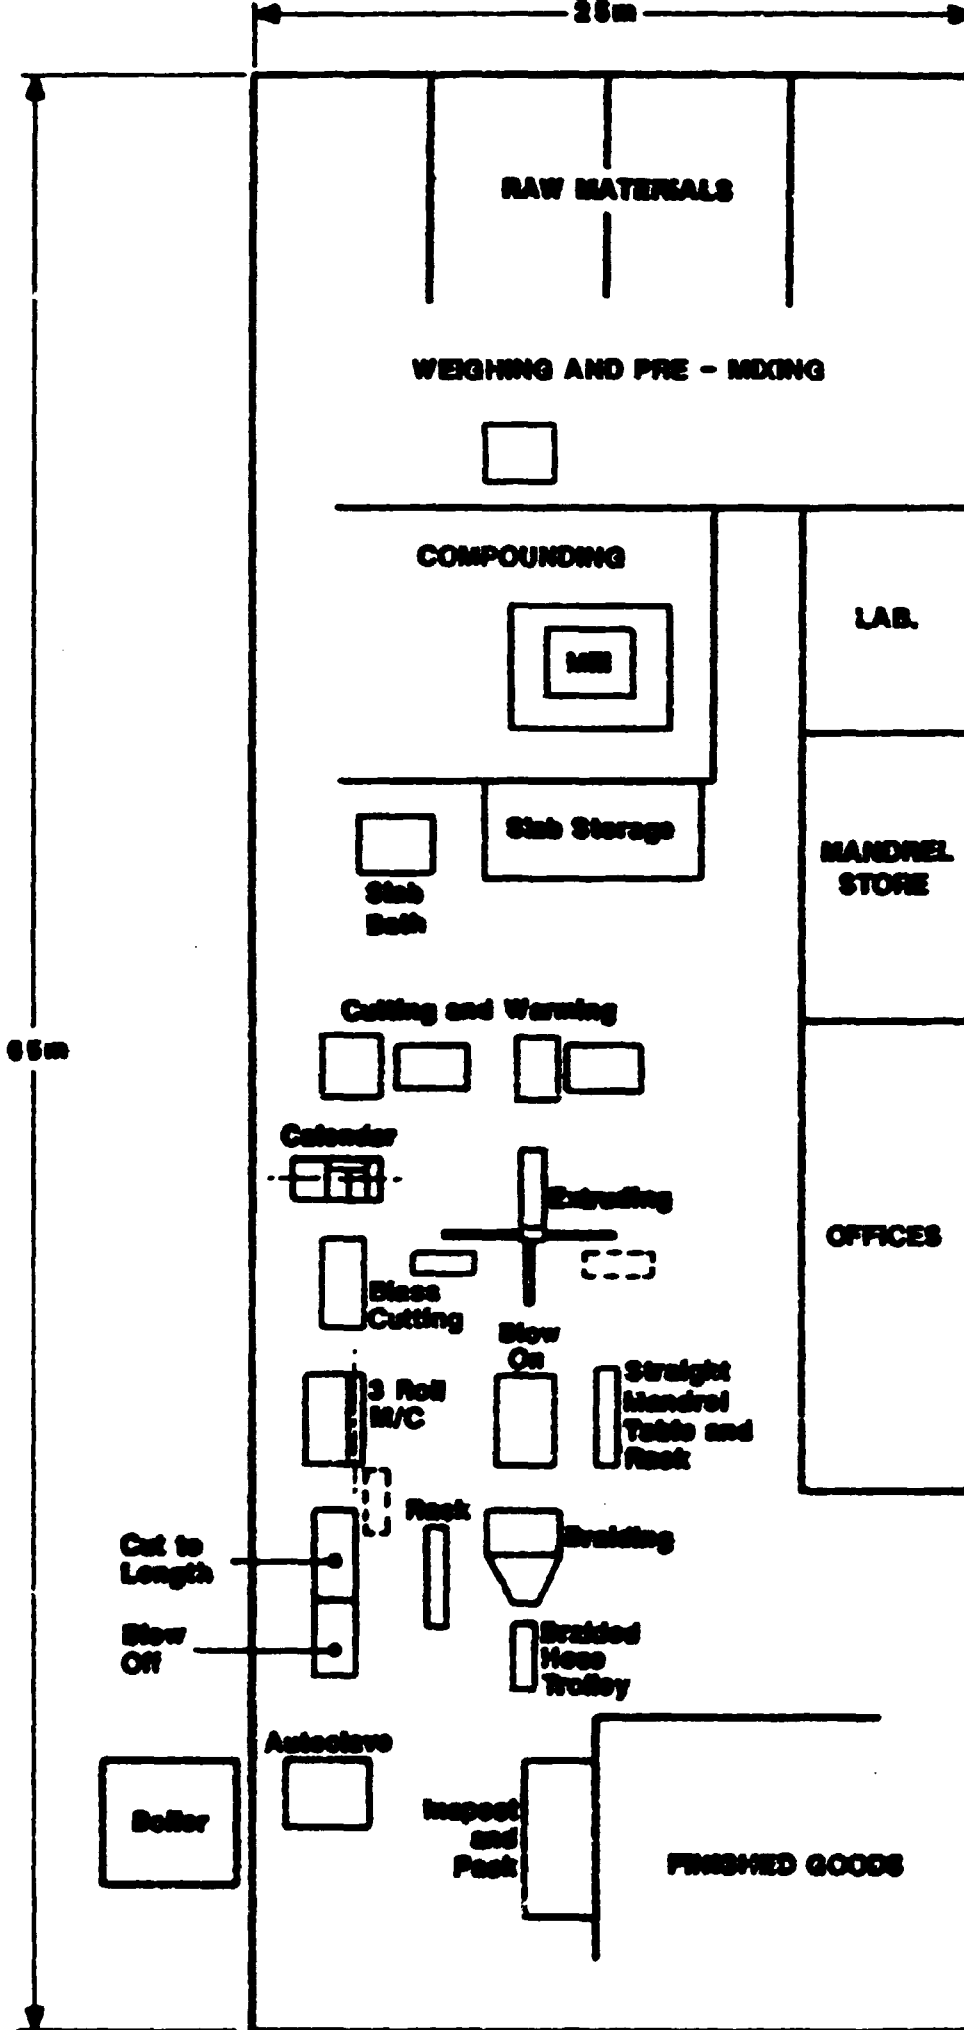 25m
RAW MATERIALS
WEIGHING AND PRE - MIXING
COMPOUNDING
LAB.
Mill
Slab Storage
MANDREL
STORE
Slab
Bath
Cutting and Warming
65m
Calender
Extruding
OFFICES
Biass
Cutting
Blow
On
Straight
Mandrel
Table and
Rack
3 Roll
M/C
Rack
Braiding
Cut to
Length
Blow
Off
Braided
Hose
Trolley
Autoclave
Boiler
Inspect
and
Pack
FINISHED GOODS